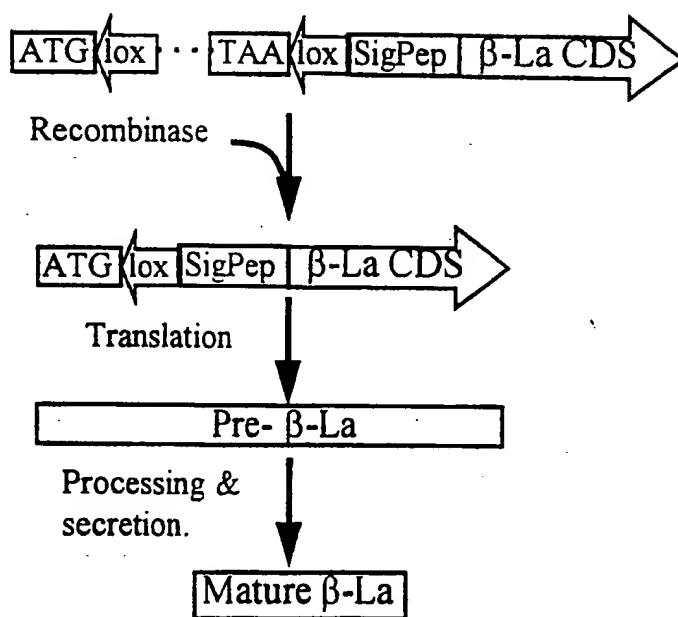 ATG lox ··· TAA lox SigPep β-La CDS
Recombinase
ATG lox SigPep β-La CDS
Translation
Pre- β-La
Processing &
secretion.
Mature β-La